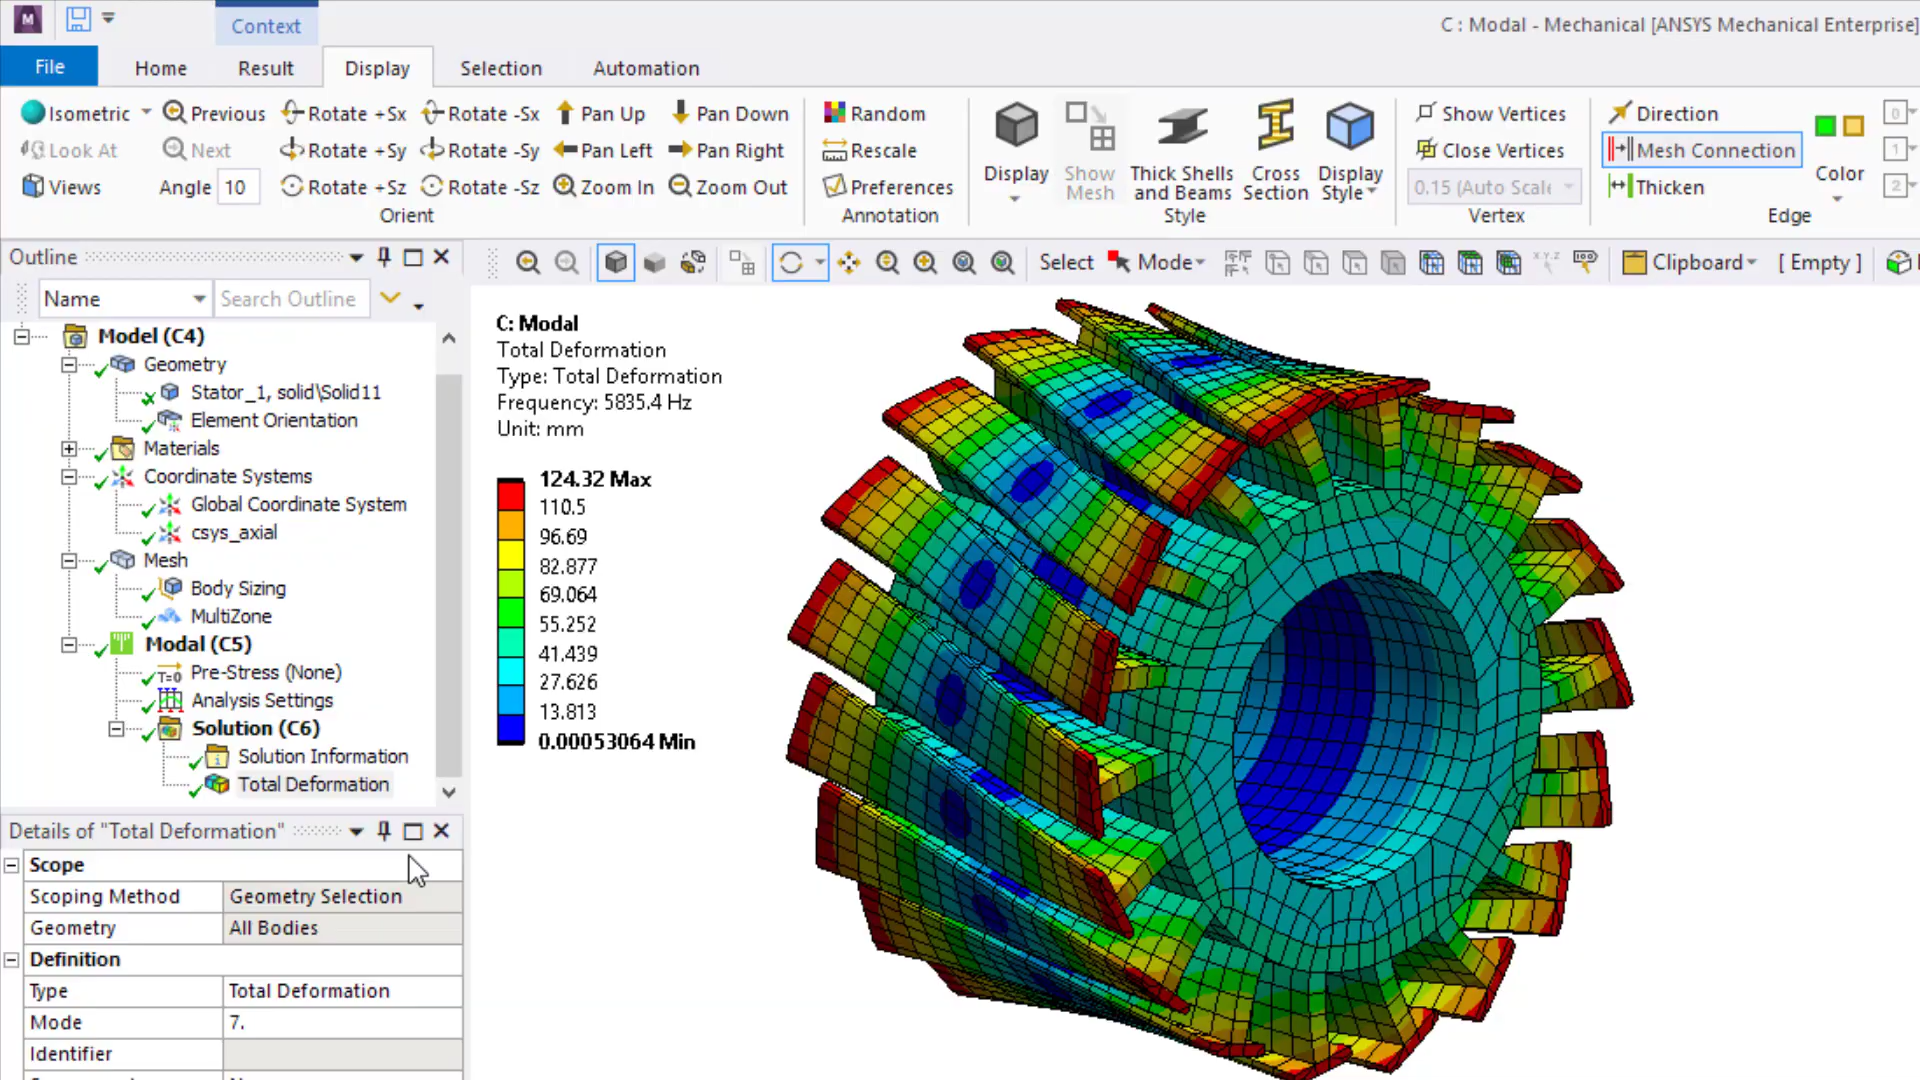 M
Context
C : Modal - Mechanical [ANSYS Mechanical Enterprise]
File Home Result Display Selection Automation
Isometric Previous Rotate +Sx Rotate -Sx Pan Up Pan Down Random Show Vertices Direction
Look At Next Rotate +Sy Rotate -Sy Pan Left Pan Right Rescale Close Vertices Mesh Connection
Views Angle 10 Rotate +Sz Rotate -Sz Zoom In Zoom Out Preferences 0.15 (Auto Scale Thicken
Display Show Mesh Thick Shells and Beams Cross Section Display Style Color
0
1
2
Orient Annotation Style Vertex Edge
Outline
Select Mode Clipboard [ Empty ]
Name Search Outline
Model (C4)
Geometry
Stator_1, solid\Solid11
Element Orientation
Materials
Coordinate Systems
Global Coordinate System
csys_axial
Mesh
Body Sizing
MultiZone
Modal (C5)
T=0 Pre-Stress (None)
Analysis Settings
Solution (C6)
Solution Information
Total Deformation
Details of "Total Deformation"
Scope
Scoping Method Geometry Selection
Geometry All Bodies
Definition
Type Total Deformation
Mode 7.
Identifier
C: Modal
Total Deformation
Type: Total Deformation
Frequency: 5835.4 Hz
Unit: mm
124.32 Max
110.5
96.69
82.877
69.064
55.252
41.439
27.626
13.813
0.00053064 Min